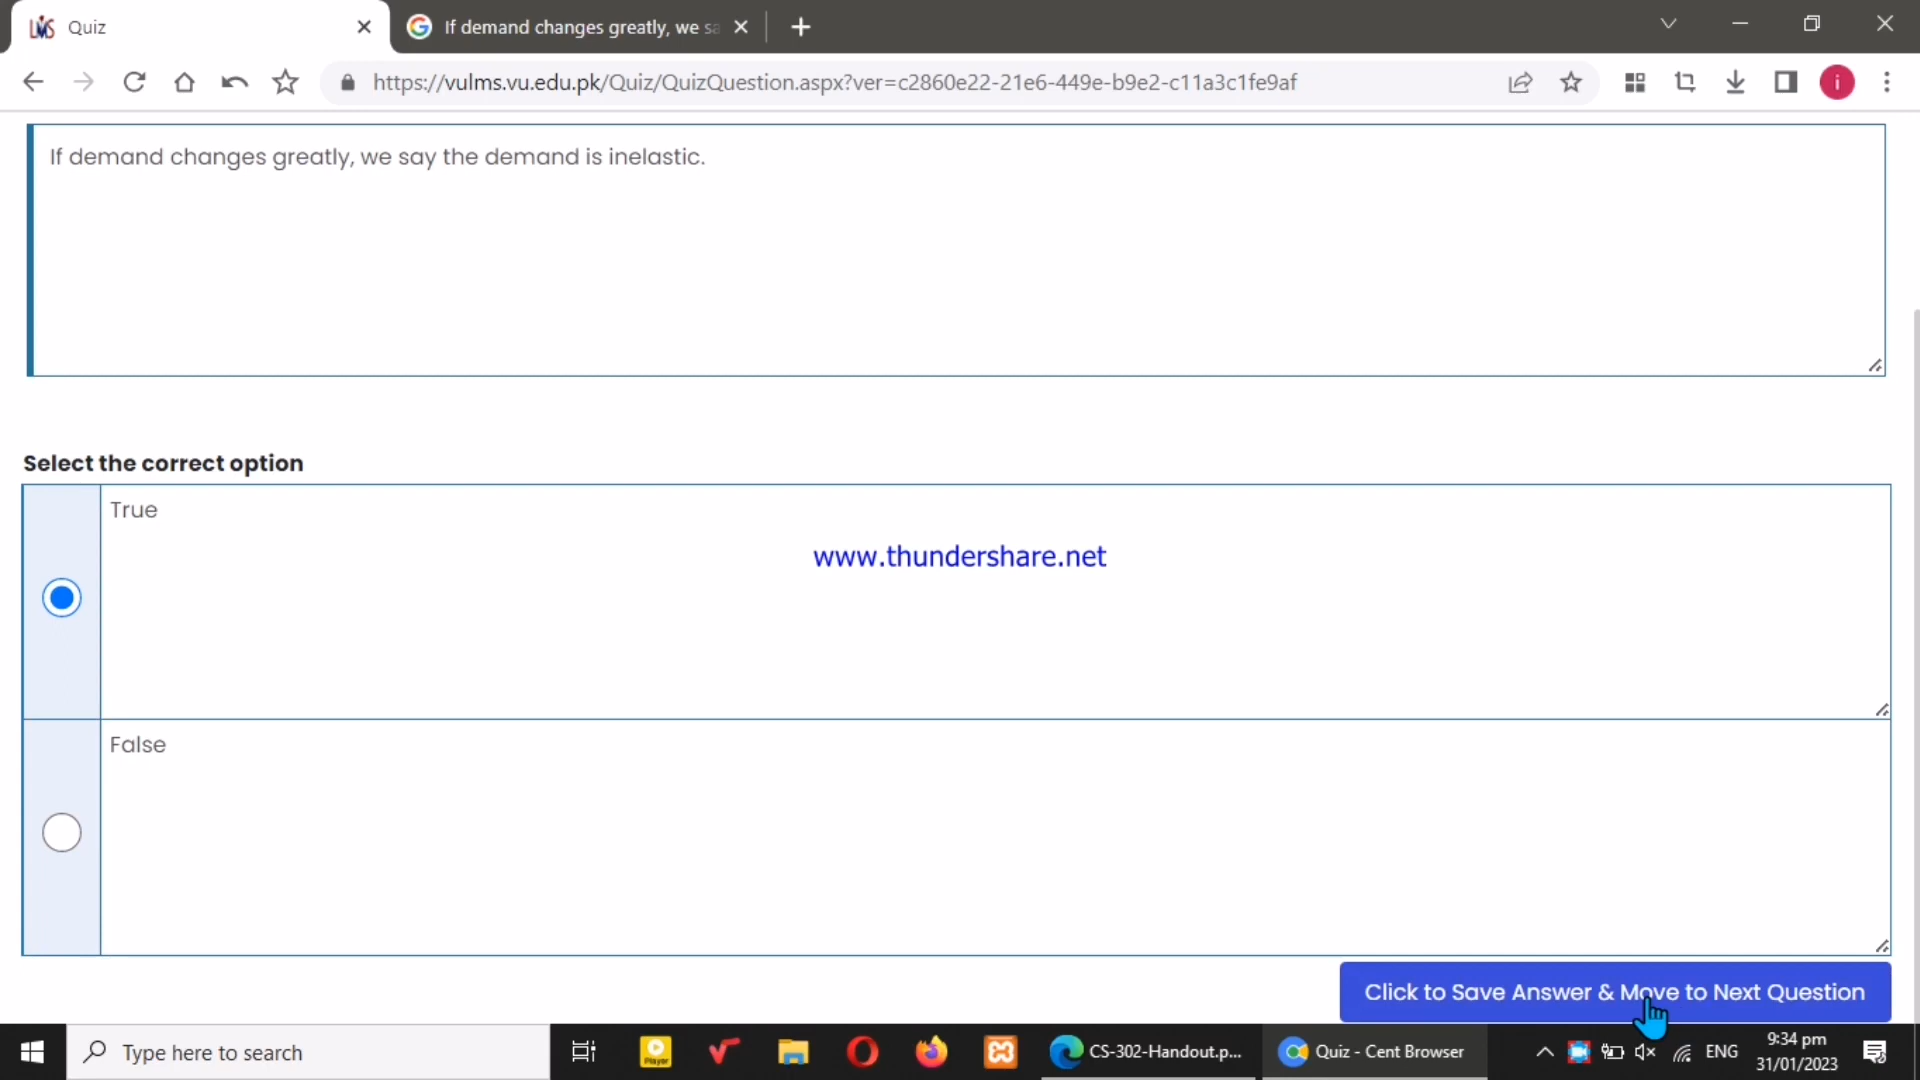 Quiz
If demand changes greatly, we sa
https://vulms.vu.edu.pk/Quiz/QuizQuestion.aspx?ver=c2860e22-21e6-449e-b9e2-c11a3c1fe9af
i
If demand changes greatly, we say the demand is inelastic.
Select the correct option
True
www.thundershare.net
False
Click to Save Answer & Move to Next Question
Type here to search
Player
CS-302-Handout.p...
Quiz - Cent Browser
ENG
9:34 pm
31/01/2023